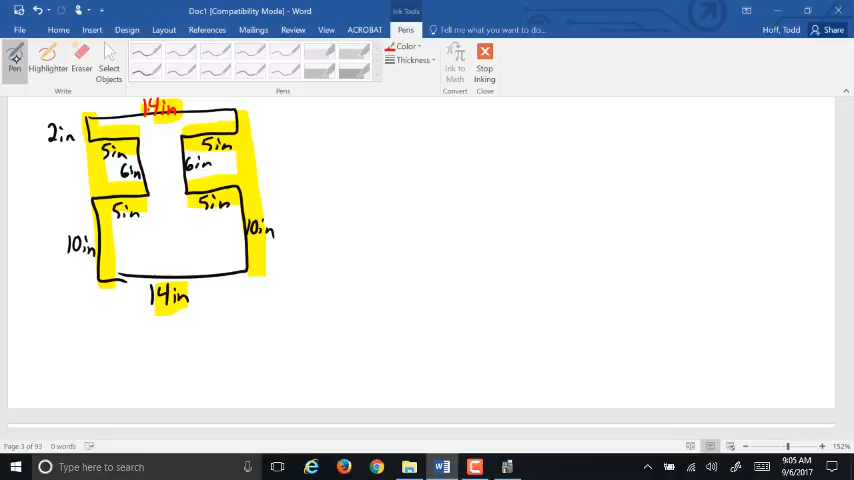 Doc1 [Compatibility Mode] - Word
Ink Tools
Hoff, Todd
File Home Insert Design Layout References Mailings Review View ACROBAT Pens Tell me what you want to do... Share
Pen Highlighter Eraser Select Objects
Color
Thickness
Ink to Math
Stop Inking
Write Pens Convert Close
14in
2in
5in 5in
6in 6in
5in 5in
10in 10in
14in
Page 3 of 93 0 words 152%
Type here to search
9:05 AM
9/6/2017